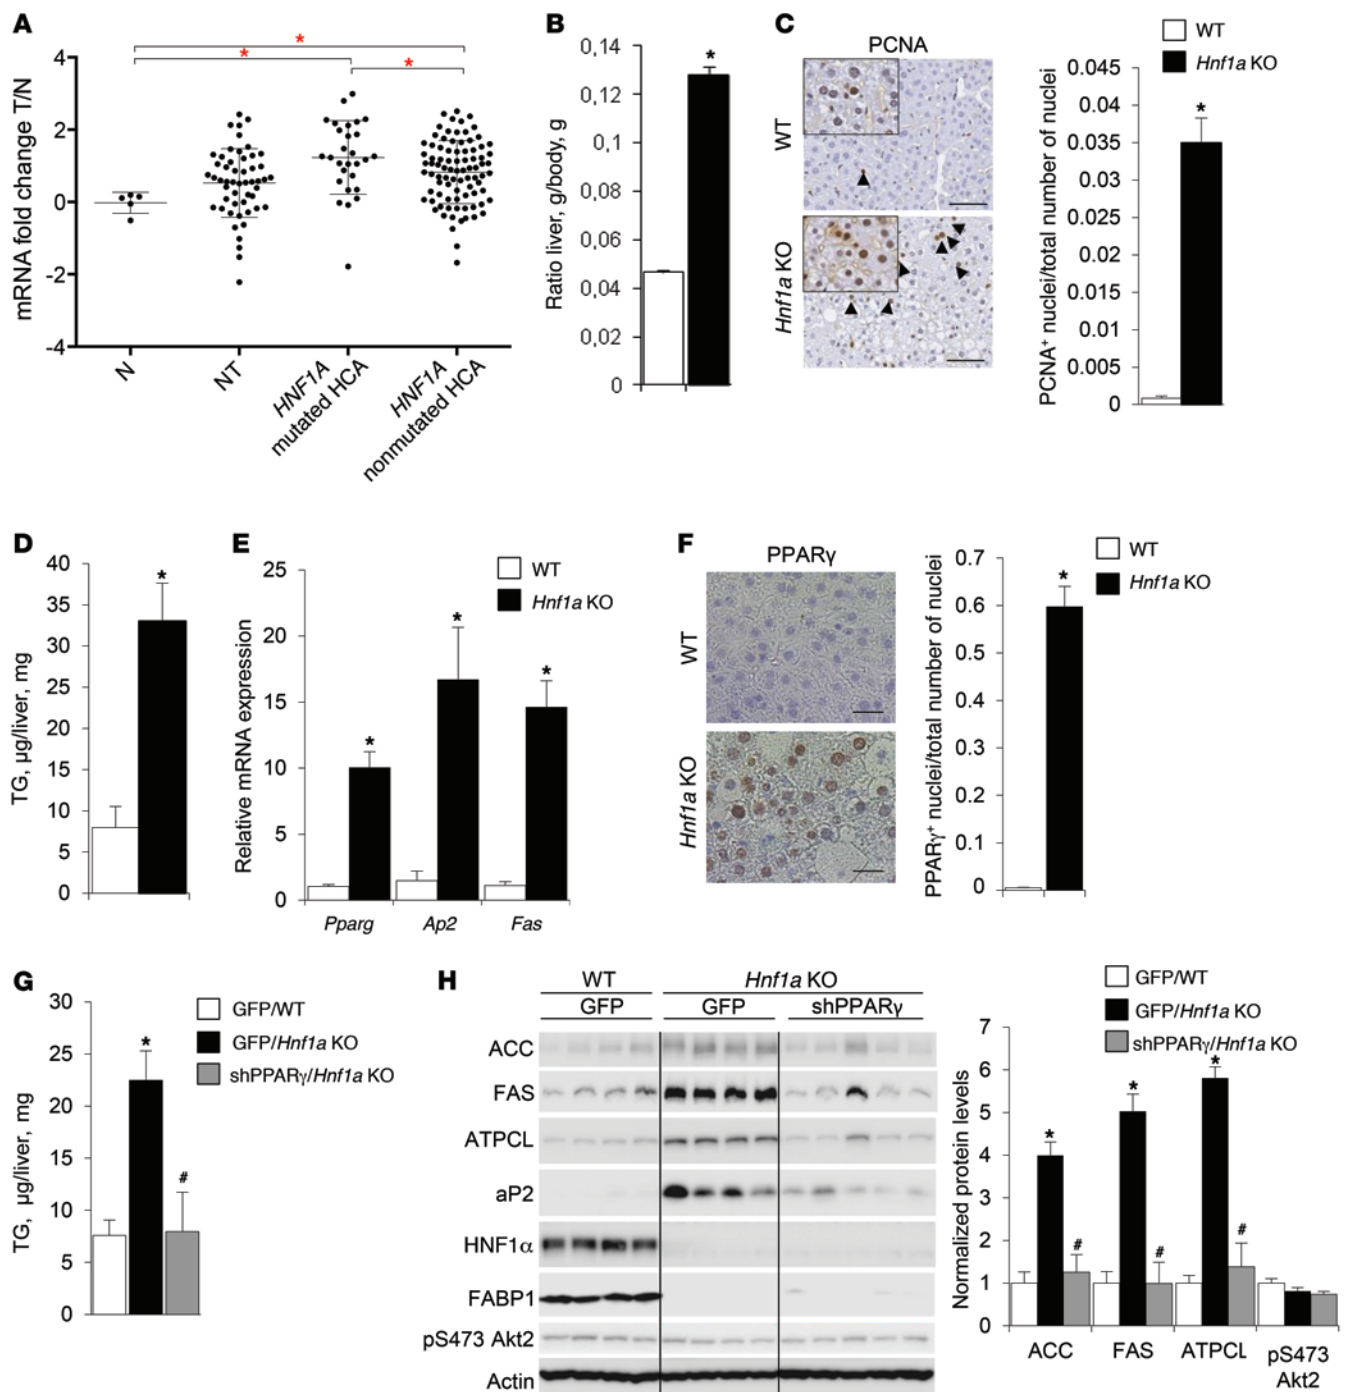 A
mRNA fold change T/N
4
2
0
-2
-4
*
*
*
N
NT
HNF1A
mutated HCA
HNF1A
nonmutated HCA
B
Ratio liver, g/body, g
0,14
0,12
0,10
0,08
0,06
0,04
0,02
0
*
C
PCNA
WT
Hnf1a KO
WT
Hnf1a KO
PCNA+ nuclei/total number of nuclei
0.045
0.04
0.035
0.03
0.025
0.02
0.015
0.01
0.005
0
*
D
TG, µg/liver, mg
40
35
30
25
20
15
10
5
0
*
E
Relative mRNA expression
25
20
15
10
5
0
WT
Hnf1a KO
*
*
*
Pparg
Ap2
Fas
F
PPARγ
WT
Hnf1a KO
WT
Hnf1a KO
PPARγ+ nuclei/total number of nuclei
0.7
0.6
0.5
0.4
0.3
0.2
0.1
0
*
G
TG, µg/liver, mg
30
25
20
15
10
5
0
*
#
GFP/WT
GFP/Hnf1a KO
shPPARγ/Hnf1a KO
H
WT
Hnf1a KO
GFP
GFP
shPPARγ
ACC
FAS
ATPCL
aP2
HNF1α
FABP1
pS473 Akt2
Actin
GFP/WT
GFP/Hnf1a KO
shPPARγ/Hnf1a KO
Normalized protein levels
7
6
5
4
3
2
1
0
*
#
*
#
*
#
ACC
FAS
ATPCL
pS473
Akt2